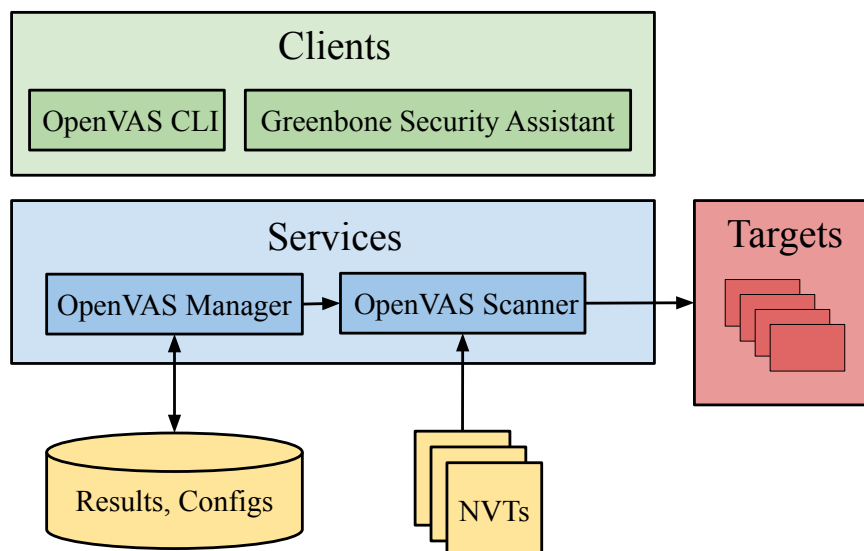 Clients
OpenVAS CLI
Greenbone Security Assistant
Services
Targets
OpenVAS Manager
OpenVAS Scanner
Results, Configs
NVTs